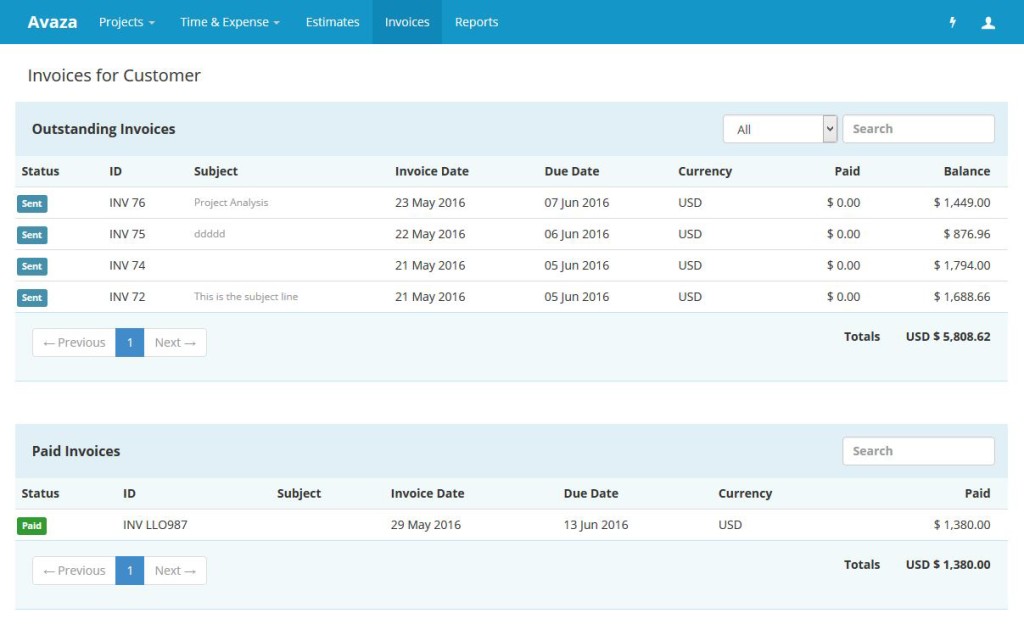 Avaza Projects Time & Expense Estimates Invoices Reports
Invoices for Customer
Outstanding Invoices All Search
Status ID Subject Invoice Date Due Date Currency Paid Balance
Sent INV 76 Project Analysis 23 May 2016 07 Jun 2016 USD $ 0.00 $ 1,449.00
Sent INV 75 ddddd 22 May 2016 06 Jun 2016 USD $ 0.00 $ 876.96
Sent INV 74 21 May 2016 05 Jun 2016 USD $ 0.00 $ 1,794.00
Sent INV 72 This is the subject line 21 May 2016 05 Jun 2016 USD $ 0.00 $ 1,688.66
← Previous 1 Next → Totals USD $ 5,808.62
Paid Invoices Search
Status ID Subject Invoice Date Due Date Currency Paid
Paid INV LLO987 29 May 2016 13 Jun 2016 USD $ 1,380.00
← Previous 1 Next → Totals USD $ 1,380.00